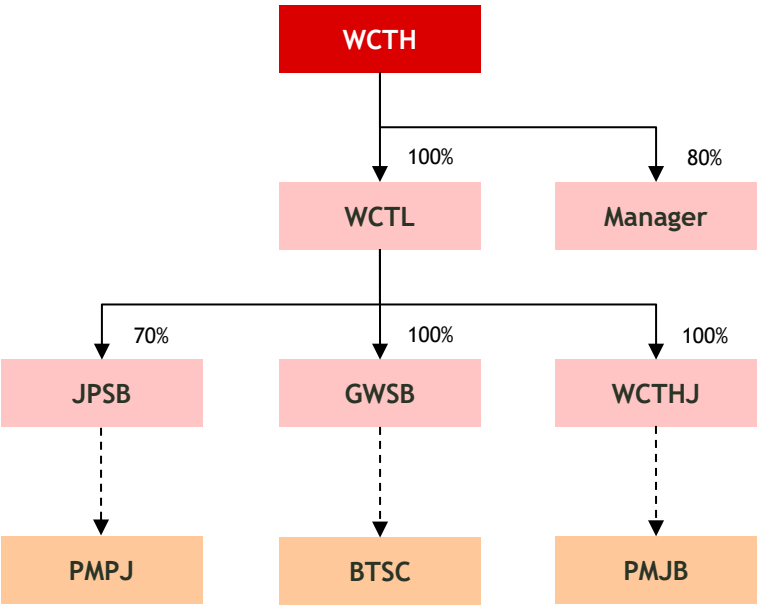 WCTH
100%
80%
WCTL
Manager
70%
100%
100%
JPSB
GWSB
WCTHJ
PMPJ
BTSC
PMJB